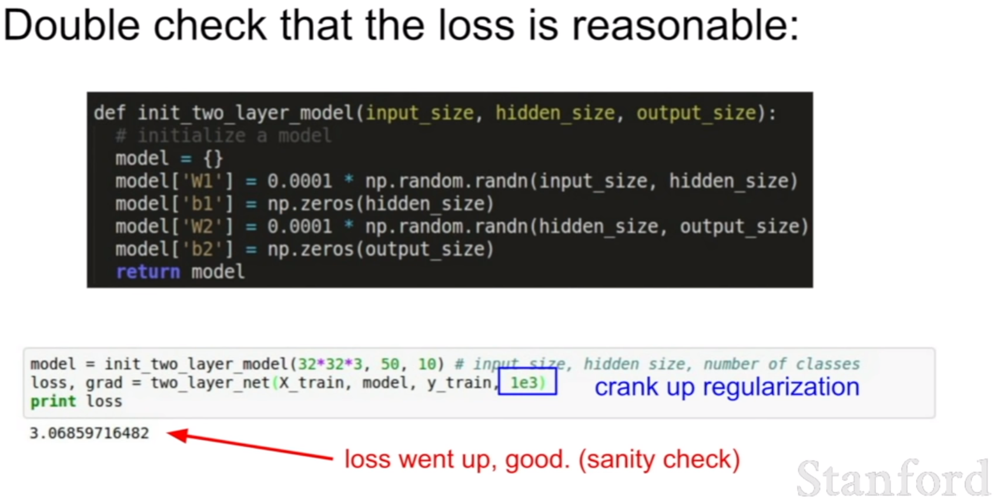 Double check that the loss is reasonable:
def init_two_layer_model(input_size, hidden_size, output_size):
# initialize a model
model = {}
model['W1'] = 0.0001 * np.random.randn(input_size, hidden_size)
model['b1'] = np.zeros(hidden_size)
model['W2'] = 0.0001 * np.random.randn(hidden_size, output_size)
model['b2'] = np.zeros(output_size)
return model
model = init_two_layer_model(32*32*3, 50, 10) # input size, hidden size, number of classes
loss, grad = two_layer_net(X_train, model, y_train, 1e3)
crank up regularization
print loss
3.06859716482
loss went up, good. (sanity check)
Stanford